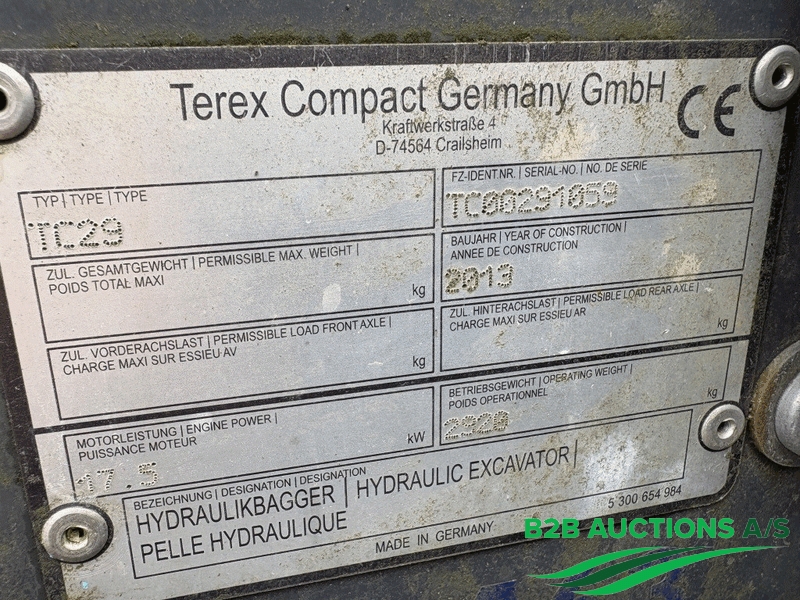 Terex Compact Germany GmbH
Kraftwerkstraße 4
D-74564 Crailsheim
CE
TYP | TYPE | TYPE
TC29
FZ-IDENT.NR. | SERIAL-NO. | NO. DE SERIE
TC00291059
ZUL. GESAMTGEWICHT | PERMISSIBLE MAX. WEIGHT |
POIDS TOTAL MAXI
kg
BAUJAHR | YEAR OF CONSTRUCTION |
ANNEE DE CONSTRUCTION
2013
ZUL. VORDERACHSLAST | PERMISSIBLE LOAD FRONT AXLE |
CHARGE MAXI SUR ESSIEU AV
kg
ZUL. HINTERACHSLAST | PERMISSIBLE LOAD REAR AXLE |
CHARGE MAXI SUR ESSIEU AR
kg
MOTORLEISTUNG | ENGINE POWER |
PUISSANCE MOTEUR
kW
17.5
BETRIEBSGEWICHT | OPERATING WEIGHT |
POIDS OPERATIONNEL
kg
2920
BEZEICHNUNG | DESIGNATION | DESIGNATION
HYDRAULIKBAGGER | HYDRAULIC EXCAVATOR |
PELLE HYDRAULIQUE
MADE IN GERMANY
5 300 654 984
B2B AUCTIONS A/S